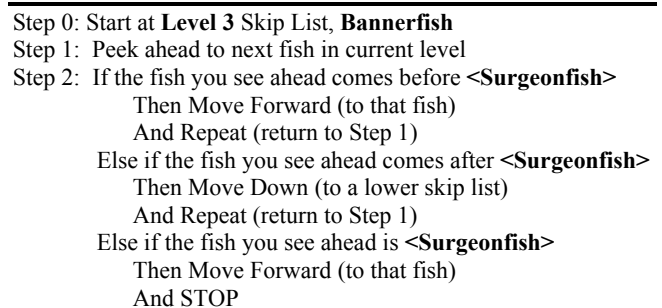 Step 0: Start at Level 3 Skip List, Bannerfish
Step 1: Peek ahead to next fish in current level
Step 2: If the fish you see ahead comes before <Surgeonfish>
Then Move Forward (to that fish)
And Repeat (return to Step 1)
Else if the fish you see ahead comes after <Surgeonfish>
Then Move Down (to a lower skip list)
And Repeat (return to Step 1)
Else if the fish you see ahead is <Surgeonfish>
Then Move Forward (to that fish)
And STOP